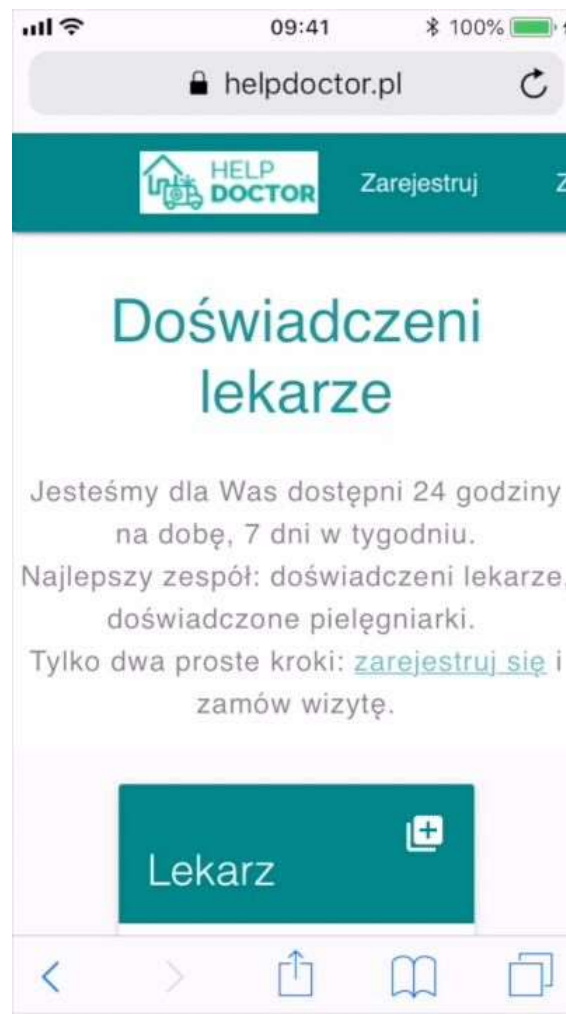 09:41
100%
helpdoctor.pl
HELP
DOCTOR
Zarejestruj
Doświadczeni
lekarze
Jesteśmy dla Was dostępni 24 godziny
na dobę, 7 dni w tygodniu.
Najlepszy zespół: doświadczeni lekarze,
doświadczone pielęgniarki.
Tylko dwa proste kroki: zarejestruj się i
zamów wizytę.
Lekarz